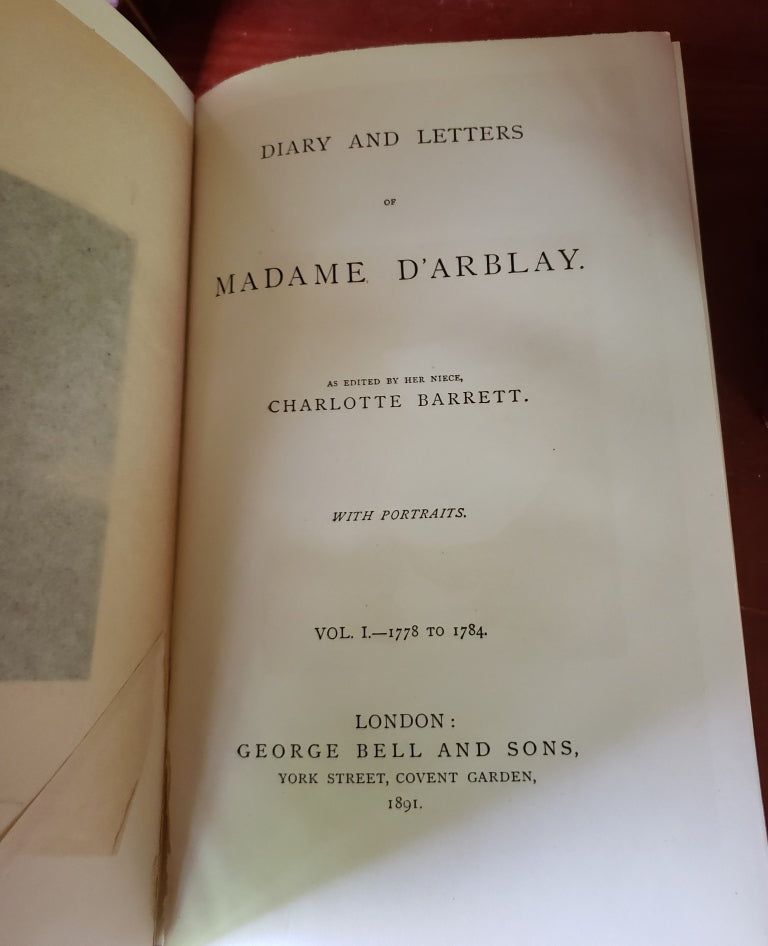 DIARY AND LETTERS
OF
MADAME D'ARBLAY.
AS EDITED BY HER NIECE,
CHARLOTTE BARRETT.
WITH PORTRAITS.
VOL. I.—1778 TO 1784.
LONDON:
GEORGE BELL AND SONS,
YORK STREET, COVENT GARDEN,
1891.